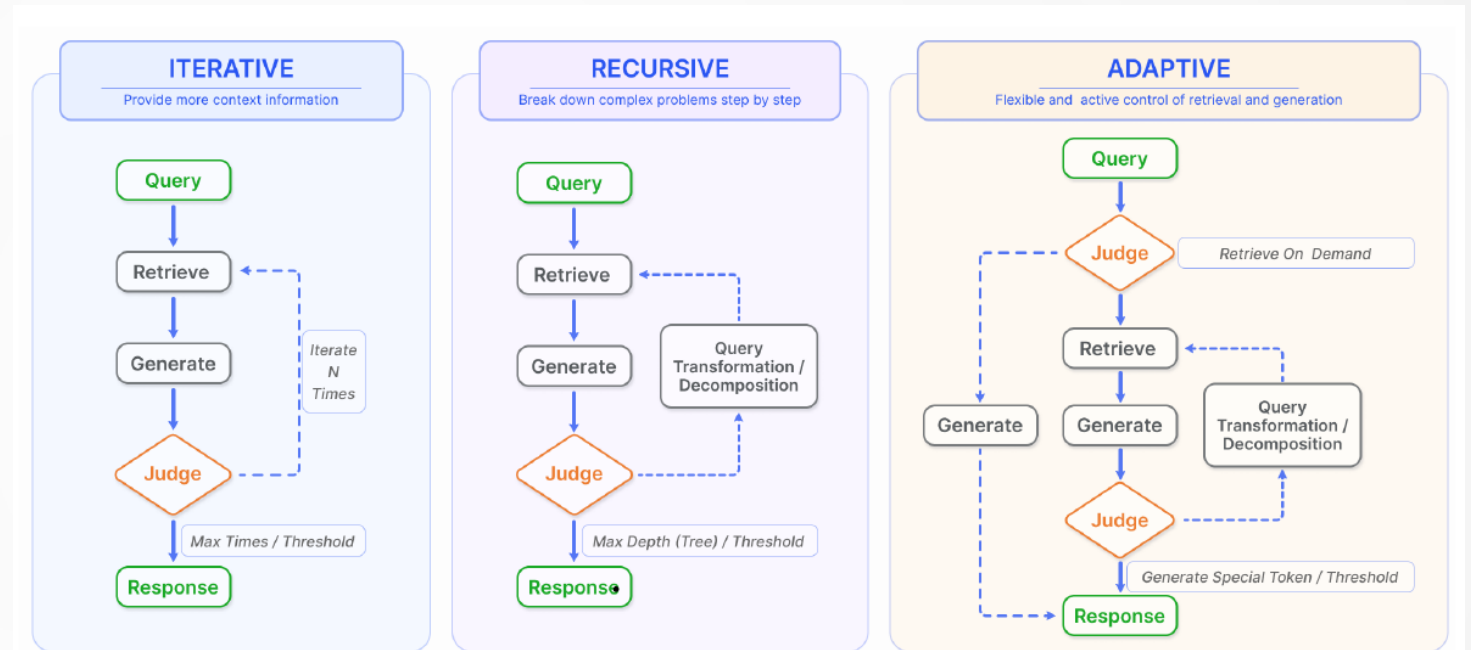 ITERATIVE
Provide more context information
Query
Retrieve
Generate
Iterate
N
Times
Judge
Max Times / Threshold
Response
RECURSIVE
Break down complex problems step by step
Query
Retrieve
Generate
Query
Transformation /
Decomposition
Judge
Max Depth (Tree) / Threshold
Response
ADAPTIVE
Flexible and active control of retrieval and generation
Query
Judge
Retrieve On Demand
Retrieve
Generate
Generate
Query
Transformation /
Decomposition
Judge
Generate Special Token / Threshold
Response